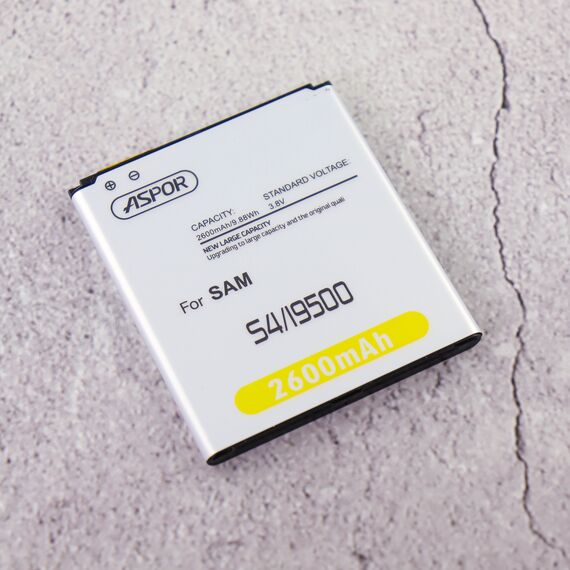 ⊕ ⊖
ASPOR
CAPACITY: STANDARD VOLTAGE:
2600mAh/9.88Wh 3.8V
NEW LARGE CAPACITY
Upgrading to large capacity and the original quali
For SAM
S4/I9500
2600mAh